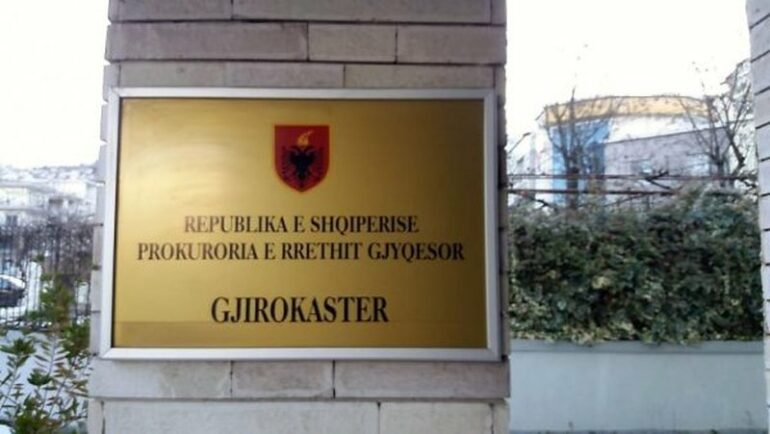 REPUBLIKA E SHQIPERISE
PROKURORIA E RRETHIT GJYQESOR
GJIROKASTER